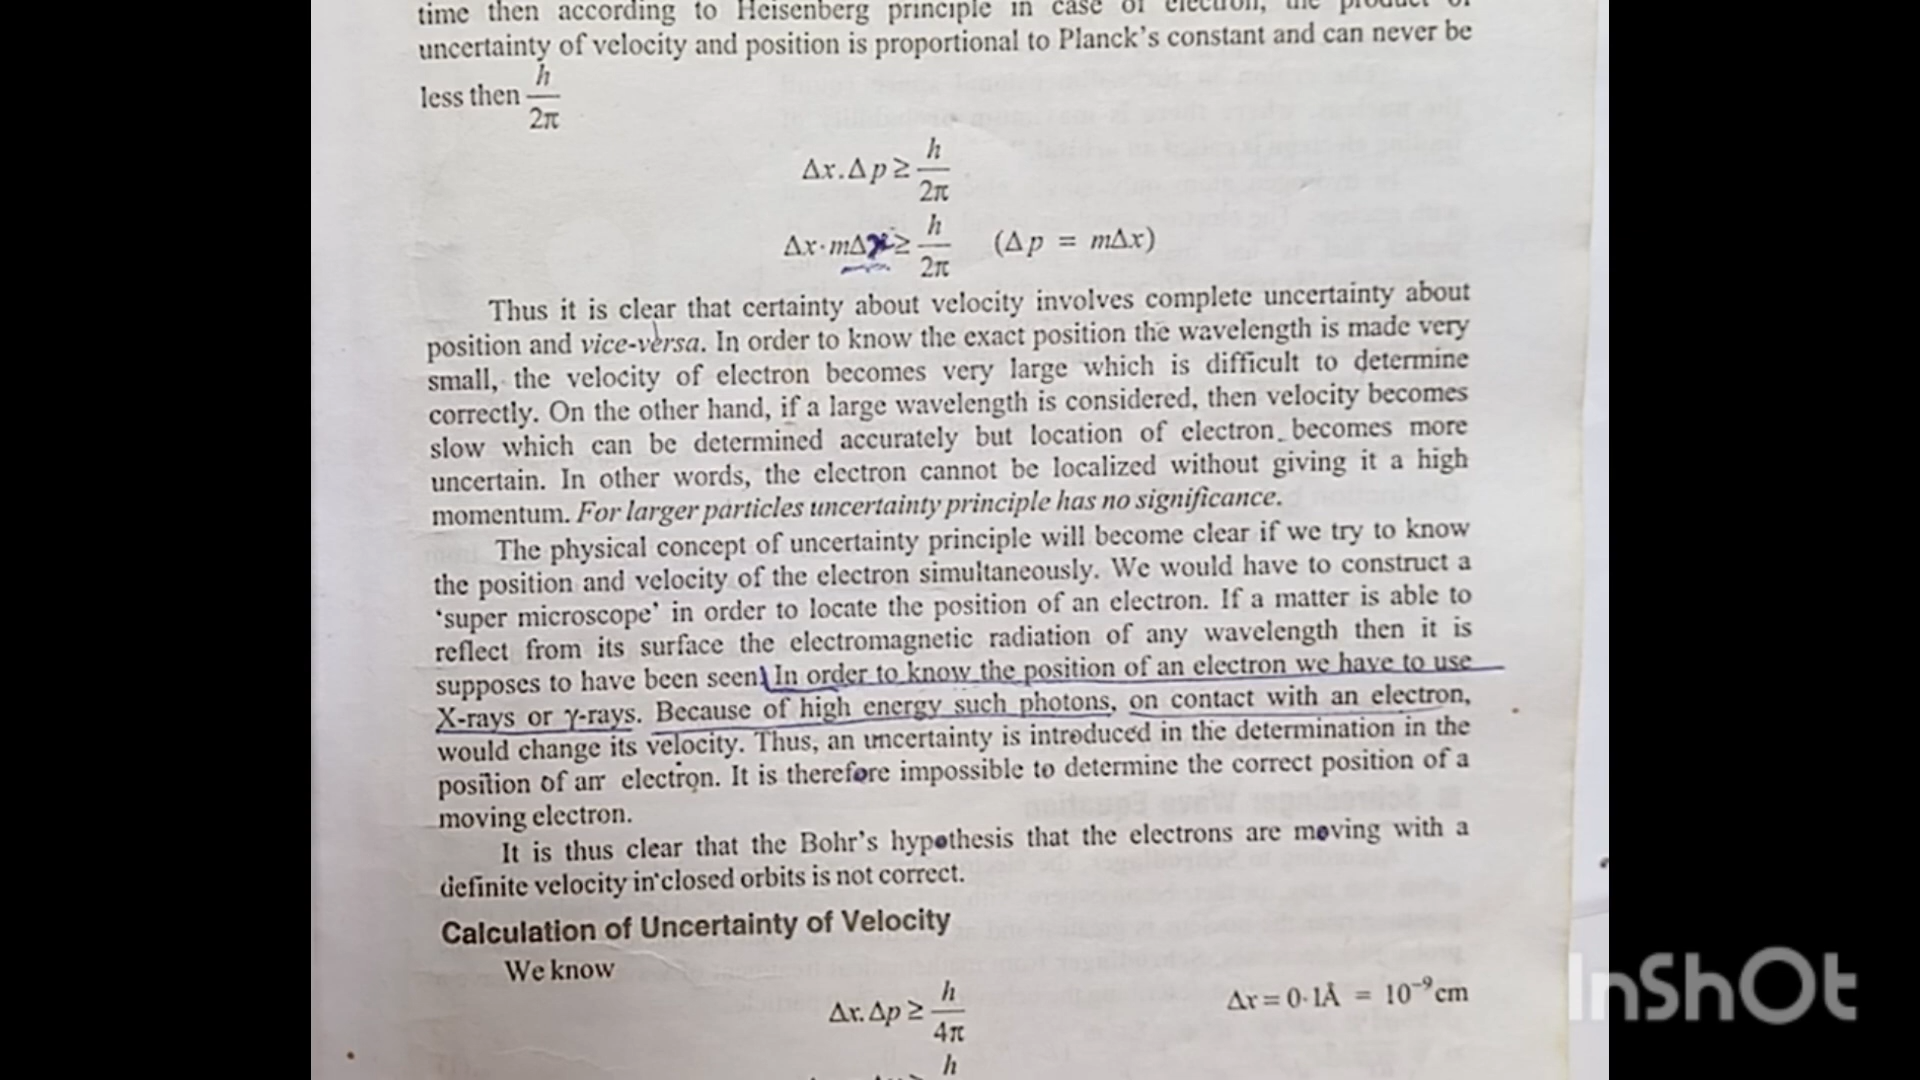 time then according to Heisenberg principle in case of electron, the product of
uncertainty of velocity and position is proportional to Planck's constant and can never be
less then h/2π
Δx.Δp ≥ h/2π
Δx·mΔx ≥ h/2π (Δp = mΔx)
Thus it is clear that certainty about velocity involves complete uncertainty about
position and vice-versa. In order to know the exact position the wavelength is made very
small, the velocity of electron becomes very large which is difficult to determine
correctly. On the other hand, if a large wavelength is considered, then velocity becomes
slow which can be determined accurately but location of electron becomes more
uncertain. In other words, the electron cannot be localized without giving it a high
momentum. For larger particles uncertainty principle has no significance.
The physical concept of uncertainty principle will become clear if we try to know
the position and velocity of the electron simultaneously. We would have to construct a
'super microscope' in order to locate the position of an electron. If a matter is able to
reflect from its surface the electromagnetic radiation of any wavelength then it is
supposes to have been seen. In order to know the position of an electron we have to use
X-rays or γ-rays. Because of high energy such photons, on contact with an electron,
would change its velocity. Thus, an uncertainty is introduced in the determination in the
position of an electron. It is therefore impossible to determine the correct position of a
moving electron.
It is thus clear that the Bohr's hypothesis that the electrons are moving with a
definite velocity in closed orbits is not correct.
Calculation of Uncertainty of Velocity
We know
Δx. Δp ≥ h/4π Δx = 0·1Å = 10⁻⁹cm
h
InShOt